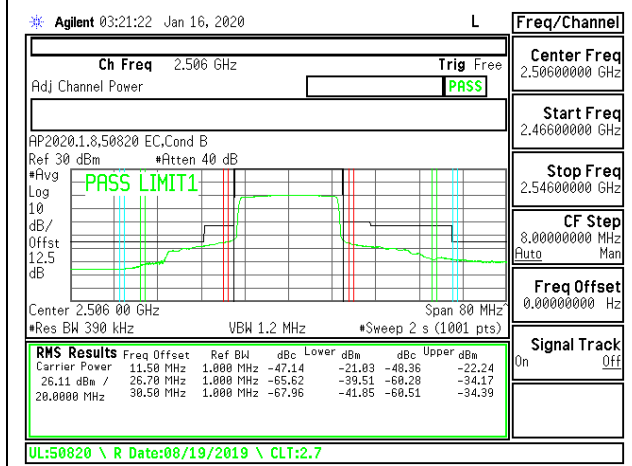 Agilent 03:21:22 Jan 16, 2020 L
Ch Freq 2.506 GHz Trig Free
Adj Channel Power PASS
AP2020.1.8,50820 EC,Cond B
Ref 30 dBm #Atten 40 dB
#Avg
Log
10
dB/
Offst
12.5
dB
PASS LIMIT1
Center 2.506 00 GHz Span 80 MHz^
#Res BW 390 kHz VBW 1.2 MHz #Sweep 2 s (1001 pts)
RMS Results Freq Offset Ref BW dBc Lower dBm dBc Upper dBm
Carrier Power 11.50 MHz 1.000 MHz -47.14 -21.03 -48.36 -22.24
26.11 dBm / 26.70 MHz 1.000 MHz -65.62 -39.51 -60.28 -34.17
20.0000 MHz 30.50 MHz 1.000 MHz -67.96 -41.85 -60.51 -34.39
UL:50820 \ R Date:08/19/2019 \ CLT:2.7
Freq/Channel
Center Freq
2.50600000 GHz
Start Freq
2.46600000 GHz
Stop Freq
2.54600000 GHz
CF Step
8.00000000 MHz
Auto Man
Freq Offset
0.00000000 Hz
Signal Track
On Off